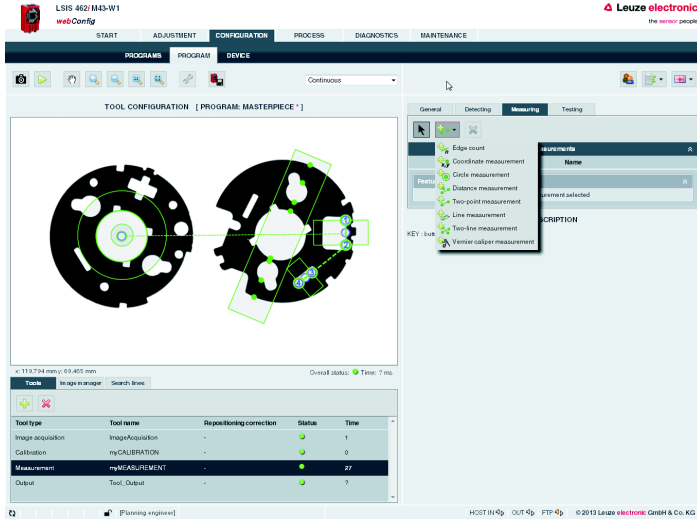 LSIS 462i M43-W1
webConfig
Leuze electronic
the sensor people
START ADJUSTMENT CONFIGURATION PROCESS DIAGNOSTICS MAINTENANCE
PROGRAMS PROGRAM DEVICE
Continuous
TOOL CONFIGURATION [ PROGRAM: MASTERPIECE * ]
1
2
3
4
x: 119,794 mm y: 69,465 mm
Overall status: Time: ? ms
Tools Image manager Search lines
Tool type Tool name Repositioning correction Status Time
Image acquisition ImageAcquisition - 1
Calibration myCALIBRATION - 0
Measurement myMEASUREMENT - 27
Output Tool_Output - ?
General Detecting Measuring Testing
Edge count
Coordinate measurement
Circle measurement
Distance measurement
Two-point measurement
Line measurement
Two-line measurement
Vernier caliper measurement
Name
Featu
KEY : but
[Planning engineer]
HOST IN OUT FTP © 2013 Leuze electronic GmbH & Co. KG